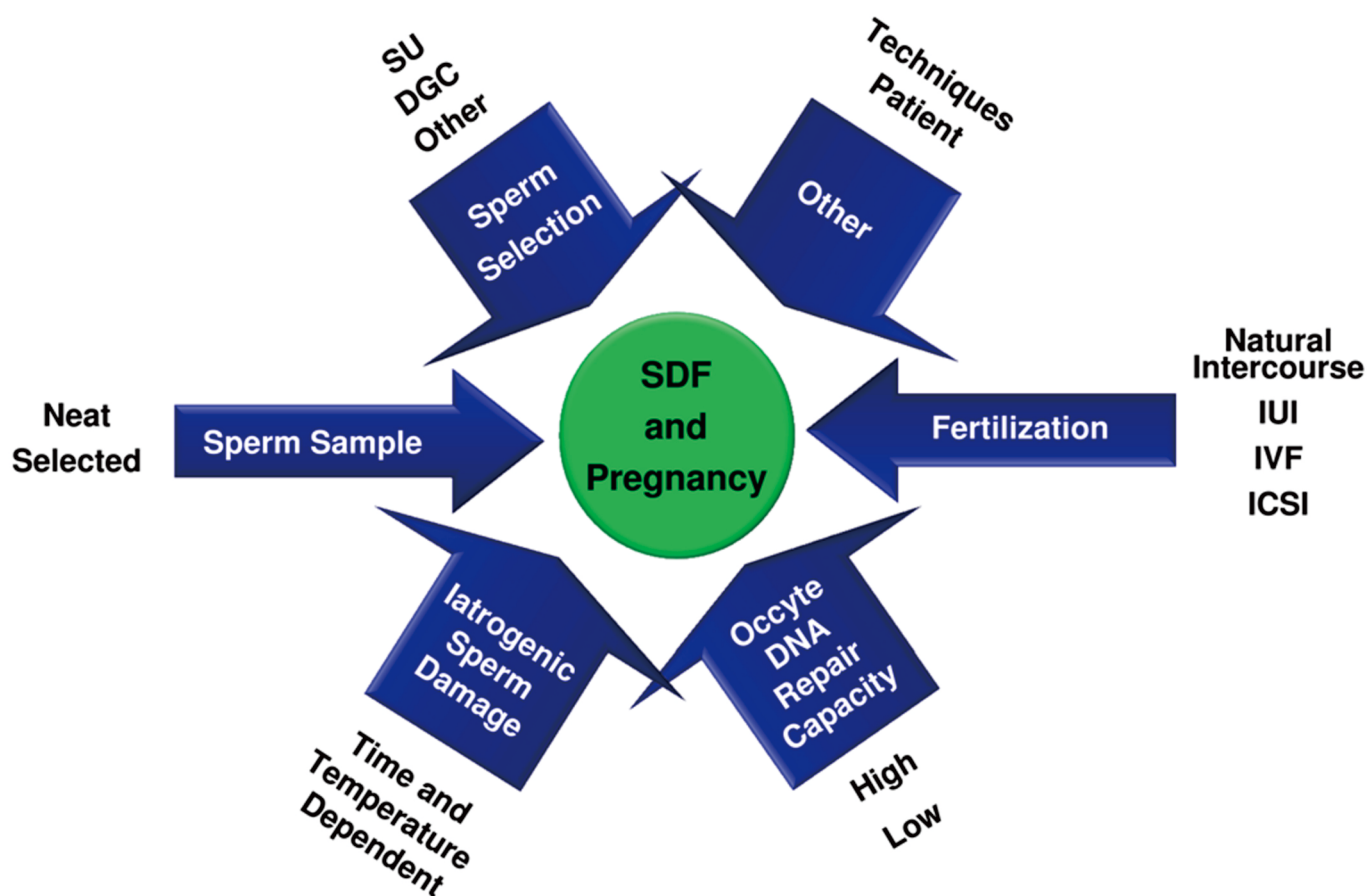 SU
DGC
Other
Sperm
Selection
Techniques
Patient
Other
Neat
Selected
Sperm Sample
SDF
and
Pregnancy
Fertilization
Natural
Intercourse
IUI
IVF
ICSI
Iatrogenic
Sperm
Damage
Time and
Temperature
Dependent
Occyte
DNA
Repair
Capacity
High
Low